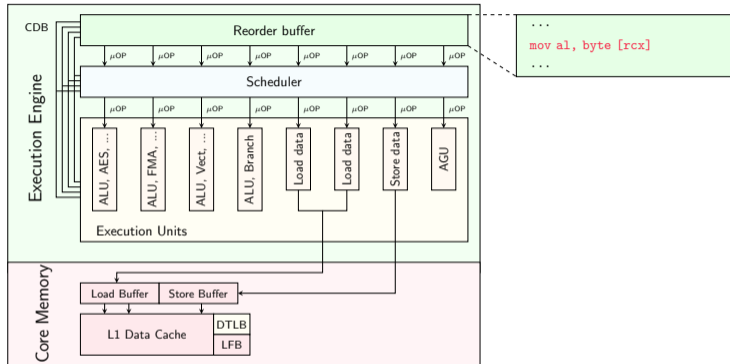 CDB
Reorder buffer
...
mov al, byte [rcx]
...
μOP μOP μOP μOP μOP μOP μOP μOP
Scheduler
μOP μOP μOP μOP μOP μOP μOP μOP
Execution Engine
ALU, AES, ...
ALU, FMA, ...
ALU, Vect, ...
ALU, Branch
Load data
Load data
Store data
AGU
Execution Units
Core Memory
Load Buffer
Store Buffer
L1 Data Cache
DTLB
LFB